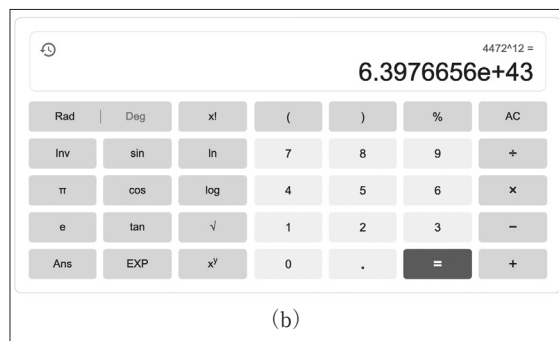 4472^12 =
6.3976656e+43
Rad | Deg x! ( ) % AC
Inv sin ln 7 8 9 ÷
π cos log 4 5 6 ×
e tan √ 1 2 3 −
Ans EXP xʸ 0 . = +
(b)